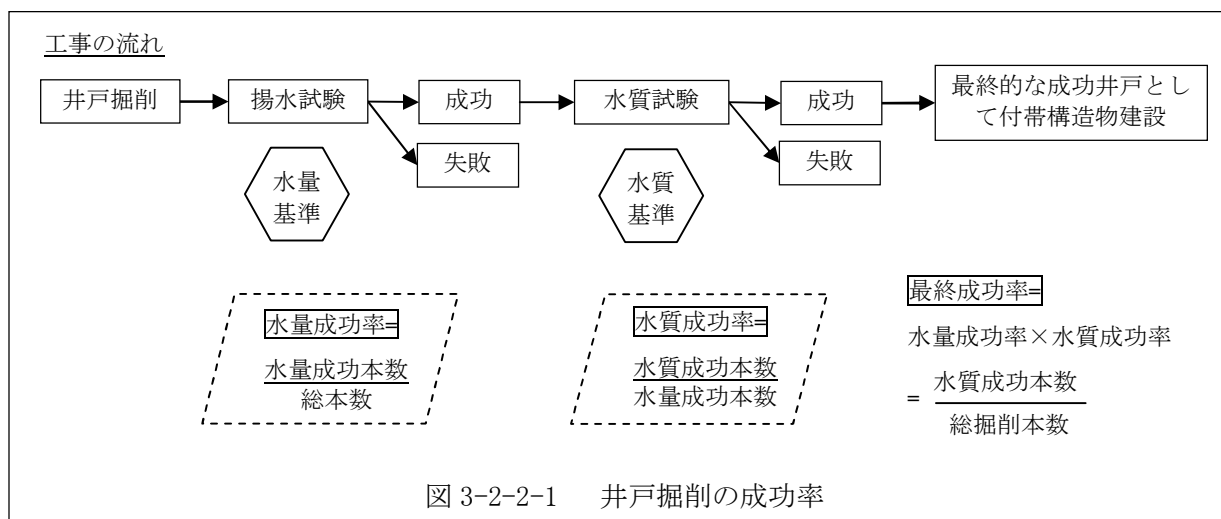 工事の流れ
井戸掘削
揚水試験
成功
失敗
水質試験
成功
失敗
最終的な成功井戸とし
て付帯構造物建設
水量
基準
水質
基準
水量成功率=
水量成功本数
総本数
水質成功率=
水質成功本数
水量成功本数
最終成功率=
水量成功率×水質成功率
= 水質成功本数
総掘削本数
図 3-2-2-1 井戸掘削の成功率